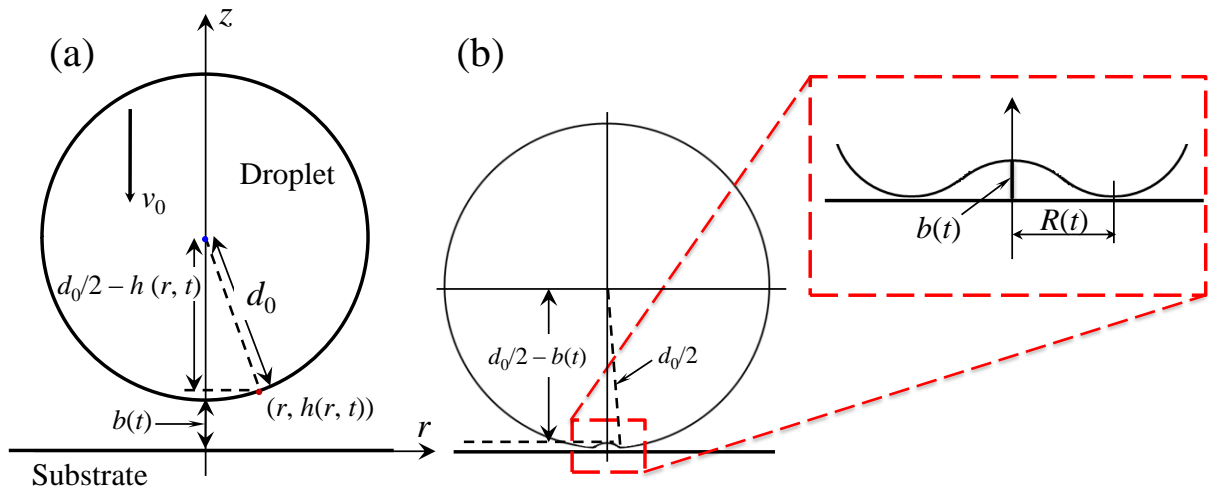 (a)
z
Droplet
v₀
d₀/2 – h (r, t)
d₀
(r, h(r, t))
b(t)
r
Substrate
(b)
d₀/2 – b(t)
d₀/2
b(t)
R(t)